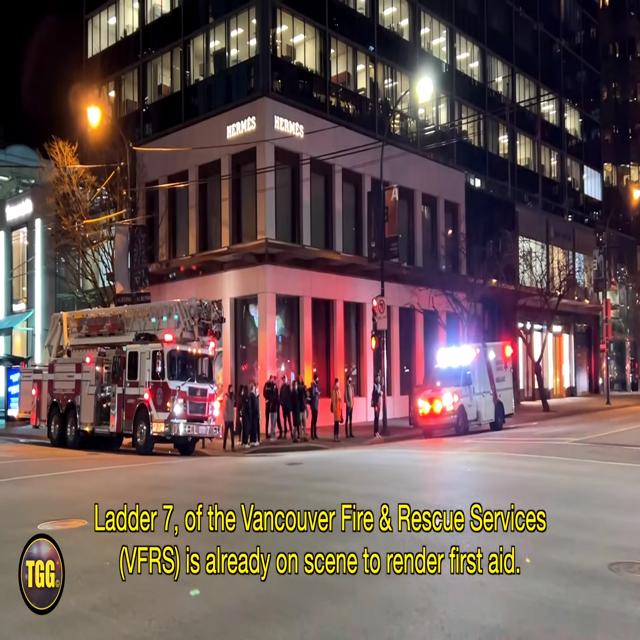 HERMÈS HERMÈS
Ladder 7, of the Vancouver Fire & Rescue Services
(VFRS) is already on scene to render first aid.
TGG